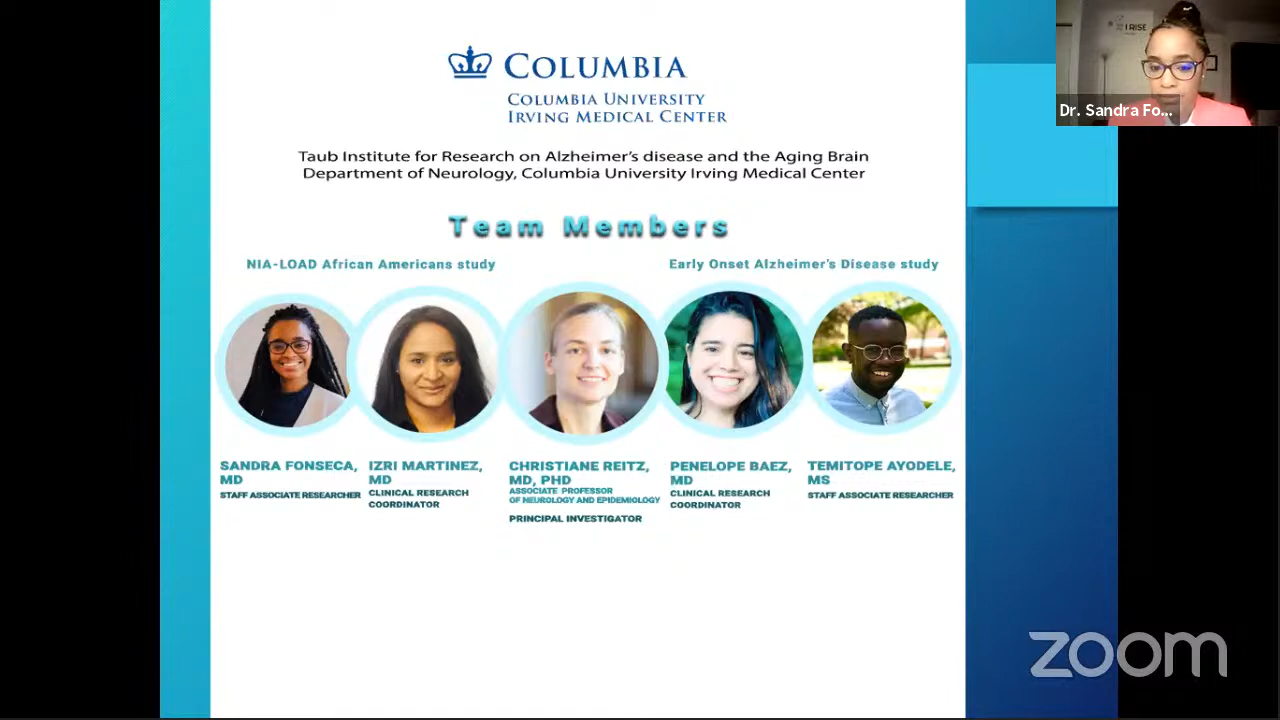 COLUMBIA
COLUMBIA UNIVERSITY
IRVING MEDICAL CENTER
Taub Institute for Research on Alzheimer's disease and the Aging Brain
Department of Neurology, Columbia University Irving Medical Center
Team Members
NIA-LOAD African Americans study
Early Onset Alzheimer's Disease study
SANDRA FONSECA,
MD
STAFF ASSOCIATE RESEARCHER
IZRI MARTINEZ,
MD
CLINICAL RESEARCH
COORDINATOR
CHRISTIANE REITZ,
MD, PHD
ASSOCIATE PROFESSOR
OF NEUROLOGY AND EPIDEMIOLOGY
PRINCIPAL INVESTIGATOR
PENELOPE BAEZ,
MD
CLINICAL RESEARCH
COORDINATOR
TEMITOPE AYODELE,
MS
STAFF ASSOCIATE RESEARCHER
I RISE
Dr. Sandra Fo...
zoom